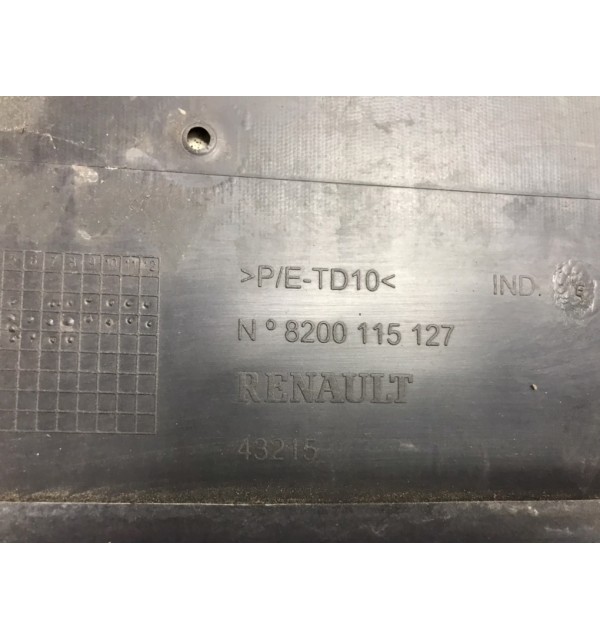 >P/E-TD10<
IND. E
N° 8200 115 127
RENAULT
43215